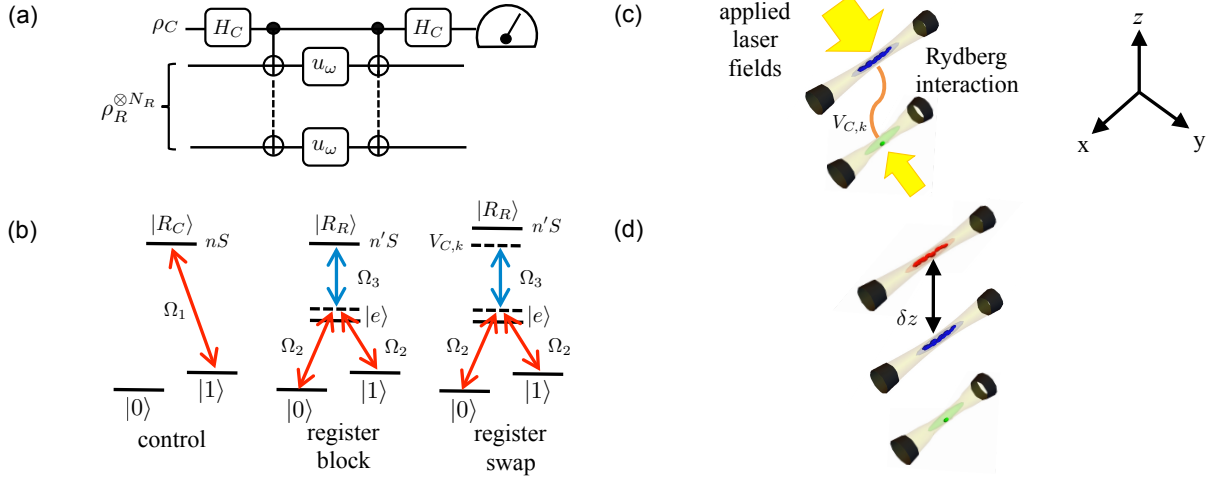 (a)
ρ_C
H_C
H_C
ρ_R^{⊗N_R}
u_ω
u_ω
(b)
|R_C⟩
nS
Ω_1
|0⟩
|1⟩
control
|R_R⟩
n'S
Ω_3
|e⟩
Ω_2
Ω_2
|0⟩
|1⟩
register
block
|R_R⟩
n'S
V_{C,k}
Ω_3
|e⟩
Ω_2
Ω_2
|0⟩
|1⟩
register
swap
(c)
applied
laser
fields
Rydberg
interaction
V_{C,k}
z
x
y
(d)
δz